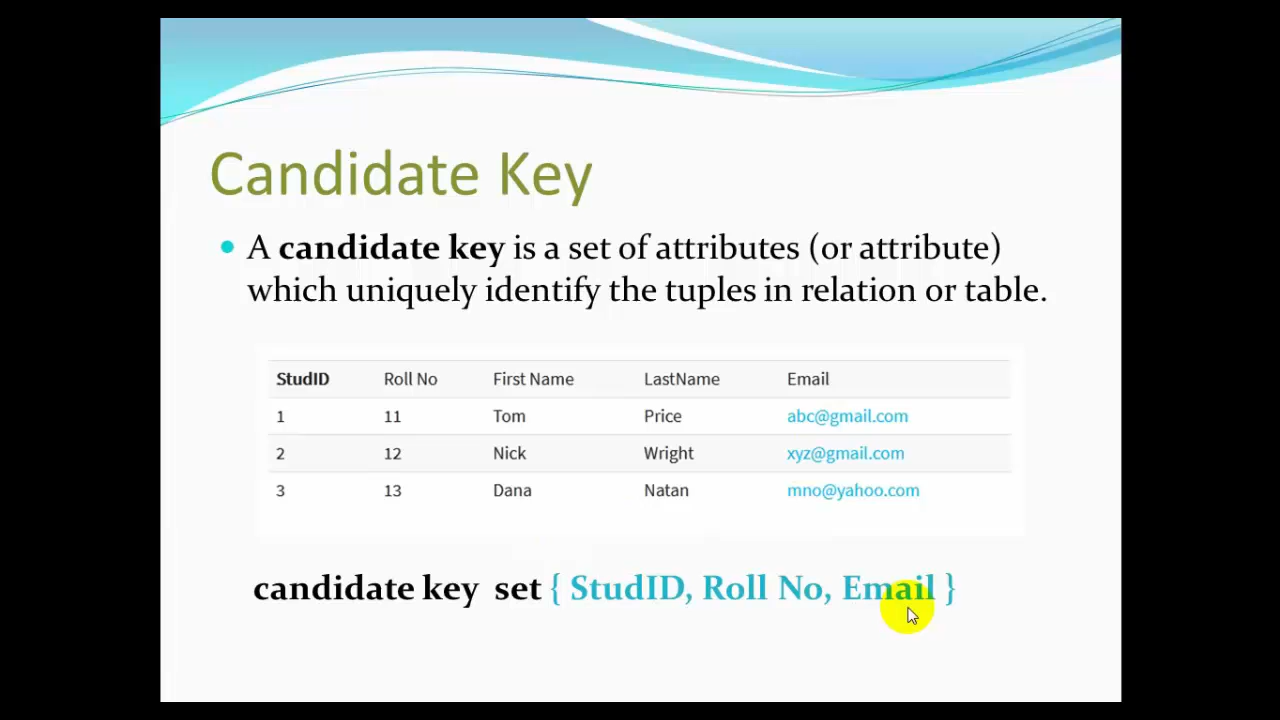 Candidate Key
• A candidate key is a set of attributes (or attribute)
which uniquely identify the tuples in relation or table.
StudID Roll No First Name LastName Email
1 11 Tom Price abc@gmail.com
2 12 Nick Wright xyz@gmail.com
3 13 Dana Natan mno@yahoo.com
candidate key set { StudID, Roll No, Email }